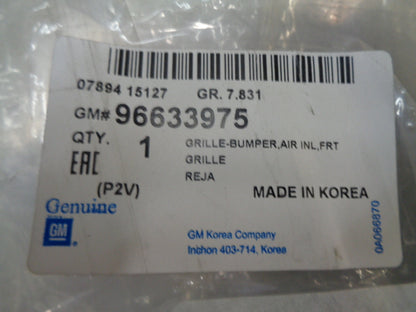 07894 15127 GR. 7.831
GM# 96633975
QTY. 1
GRILLE-BUMPER,AIR INL,FRT
GRILLE
REJA
EAC
(P2V)
MADE IN KOREA
Genuine
GM
GM Korea Company
Inchon 403-714, Korea
0A066870